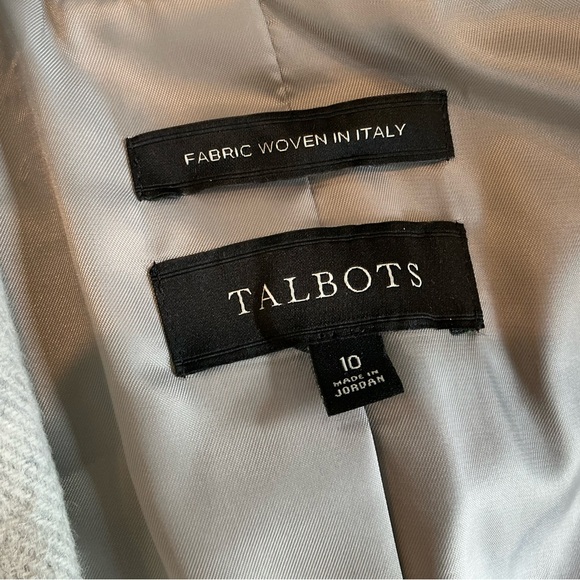 FABRIC WOVEN IN ITALY
TALBOTS
10
MADE IN
JORDAN